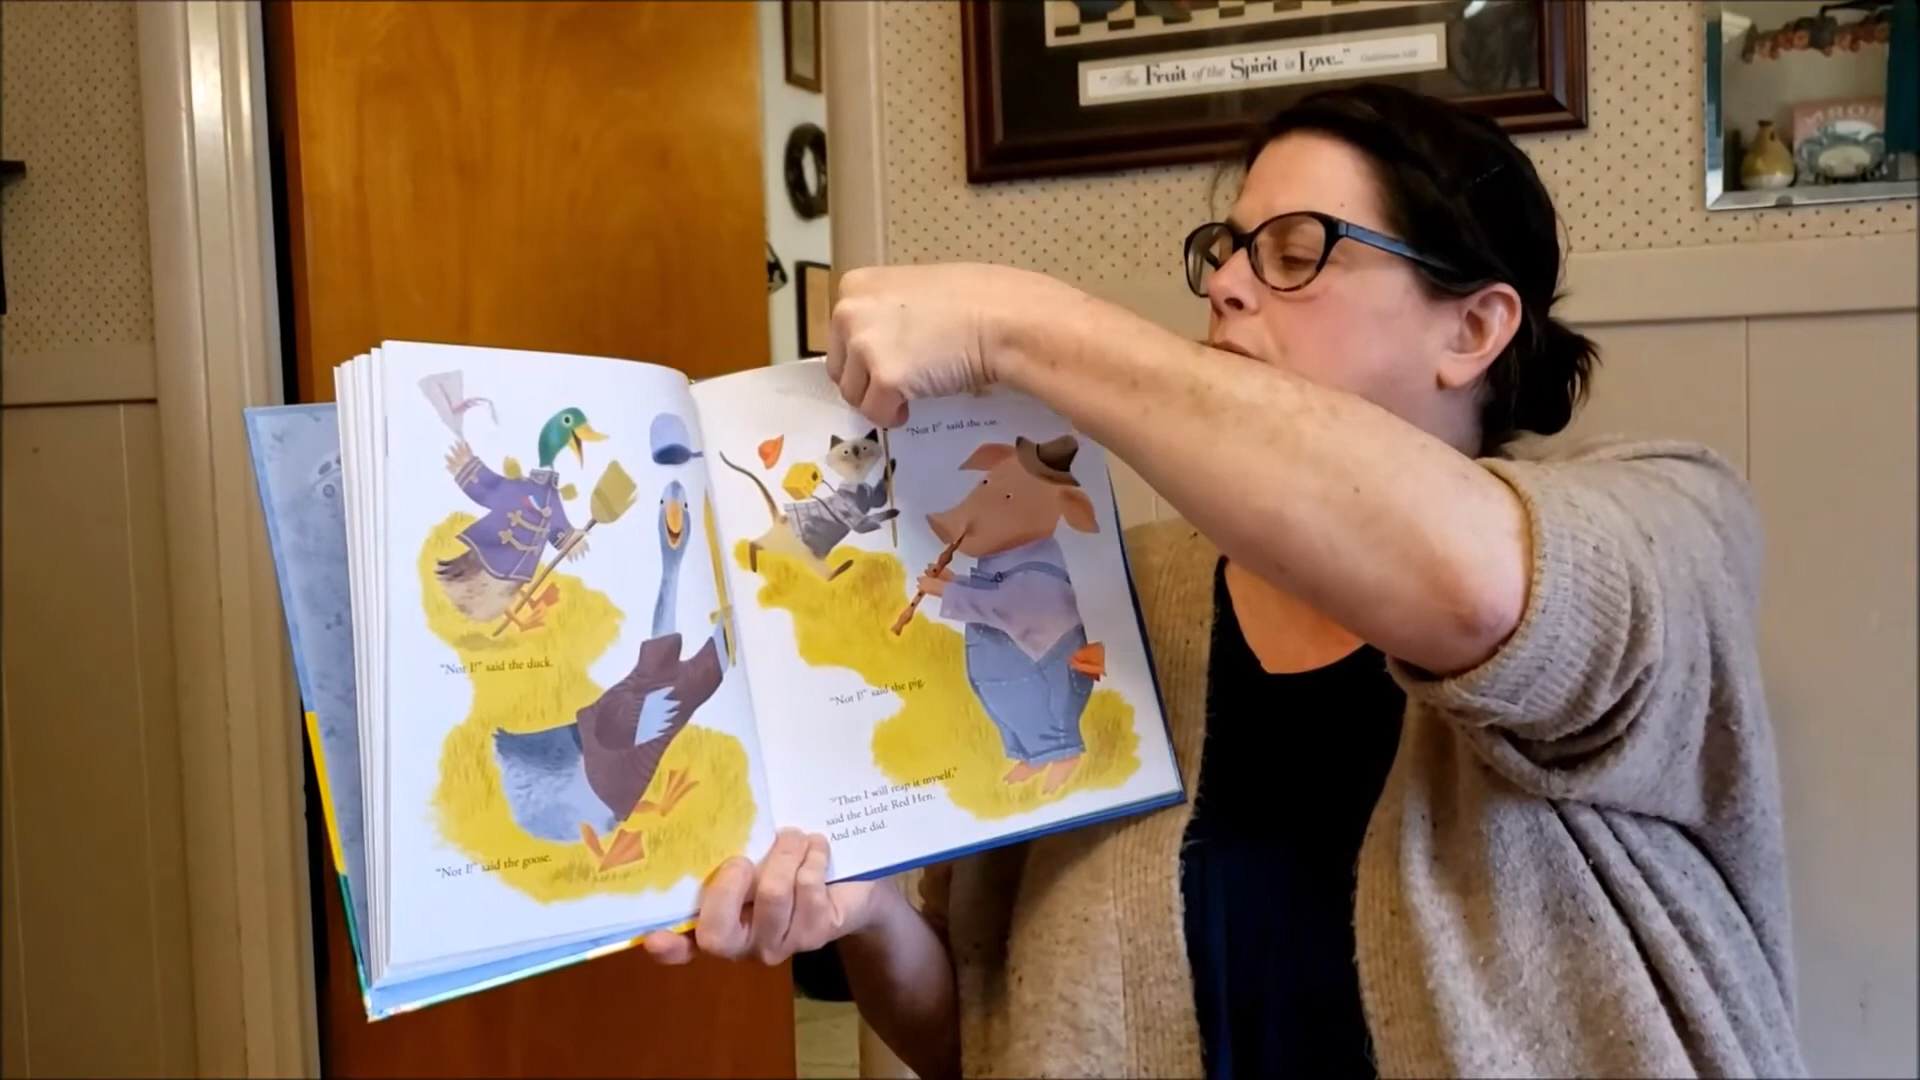 "The Fruit of the Spirit is Love.."
"Not I!" said the duck.
"Not I!" said the goose.
"Not I!" said the cat.
"Not I!" said the pig.
"Then I will reap it myself,"
said the Little Red Hen.
And she did.